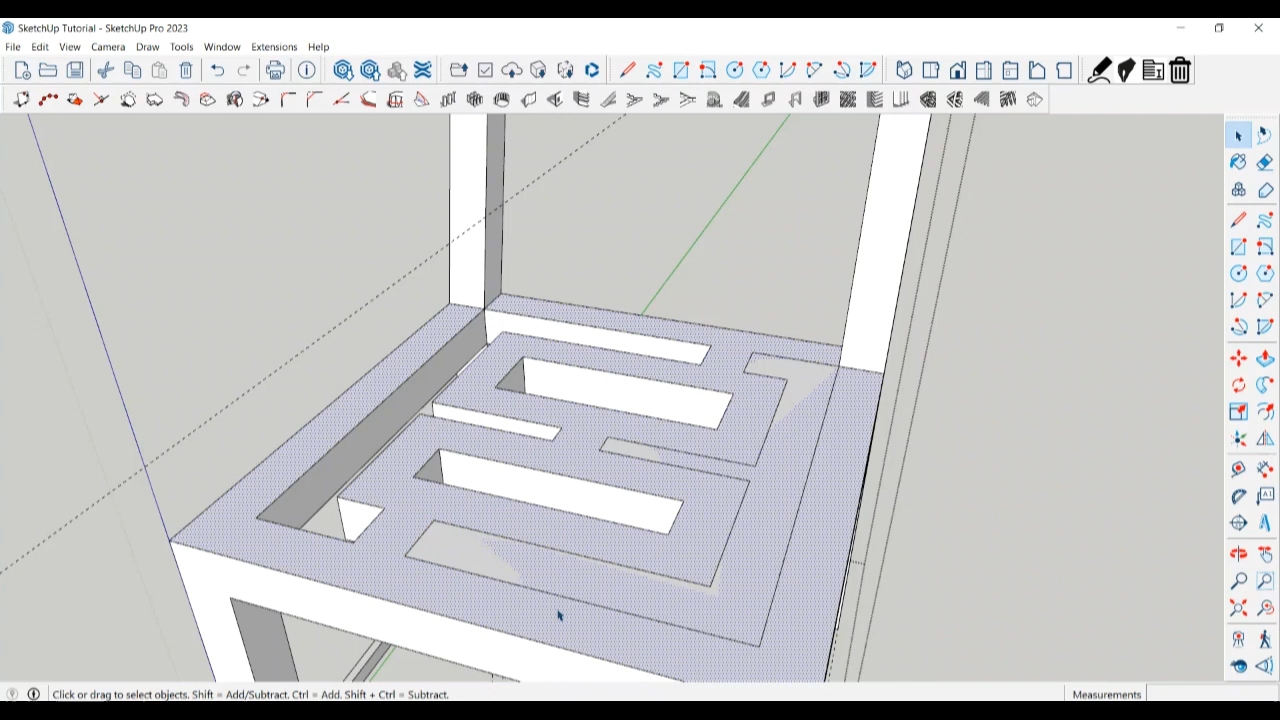 SketchUp Tutorial - SketchUp Pro 2023
File Edit View Camera Draw Tools Window Extensions Help
Click or drag to select objects. Shift = Add/Subtract. Ctrl = Add. Shift + Ctrl = Subtract.
Measurements